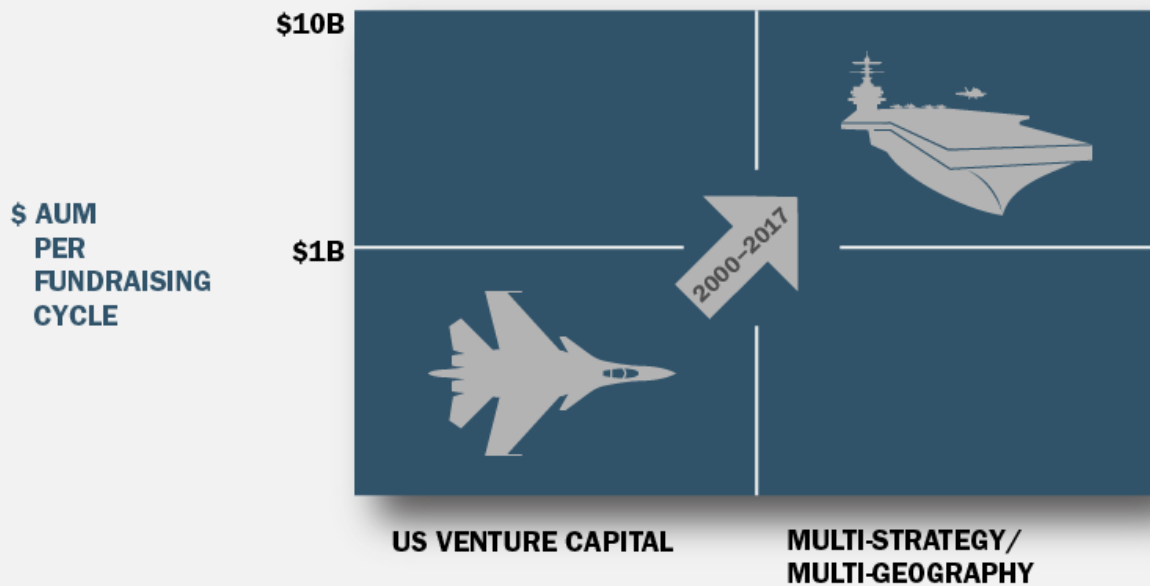 $10B
$ AUM
PER
FUNDRAISING
CYCLE
$1B
2000–2017
US VENTURE CAPITAL
MULTI-STRATEGY/
MULTI-GEOGRAPHY